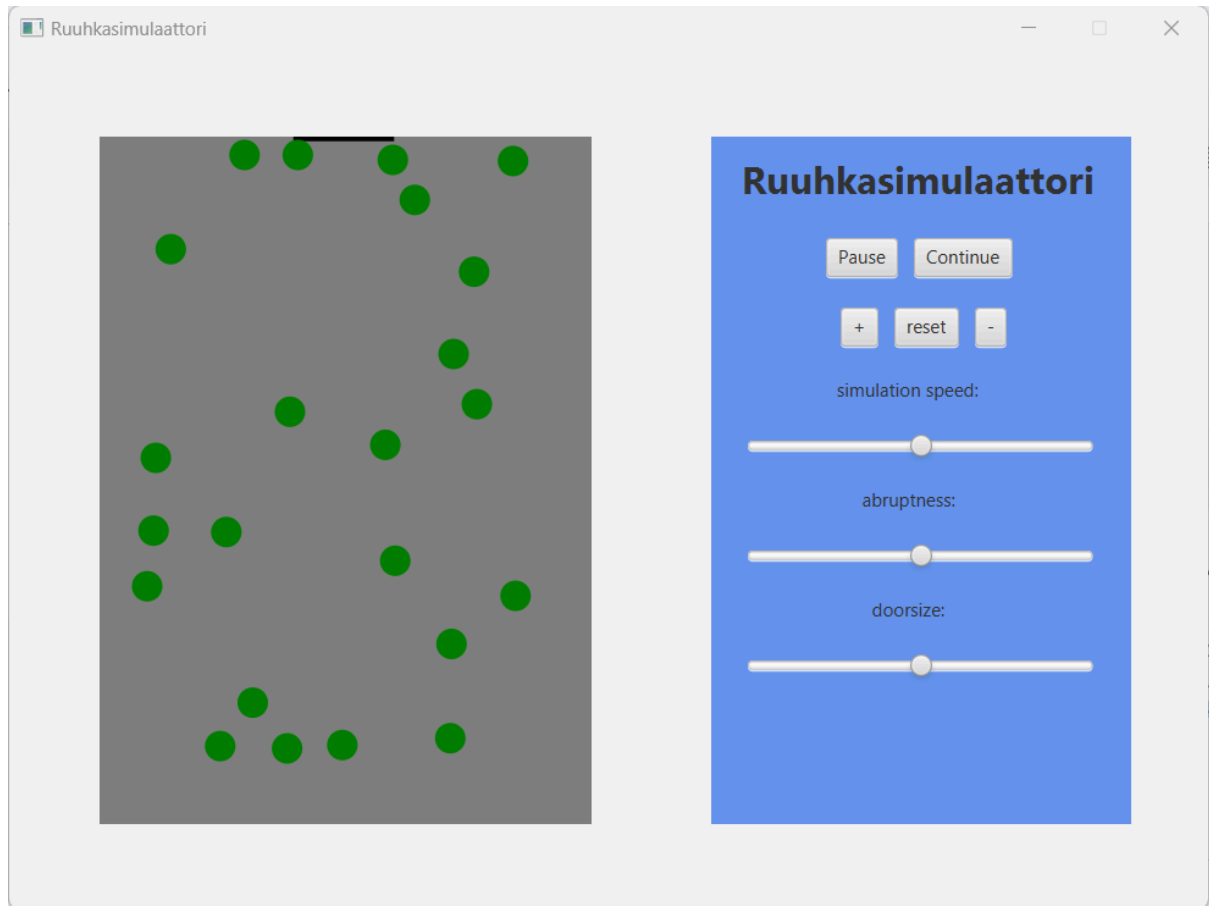 Ruuhkasimulaattori
Ruuhkasimulaattori
Pause Continue
+ reset -
simulation speed:
abruptness:
doorsize: